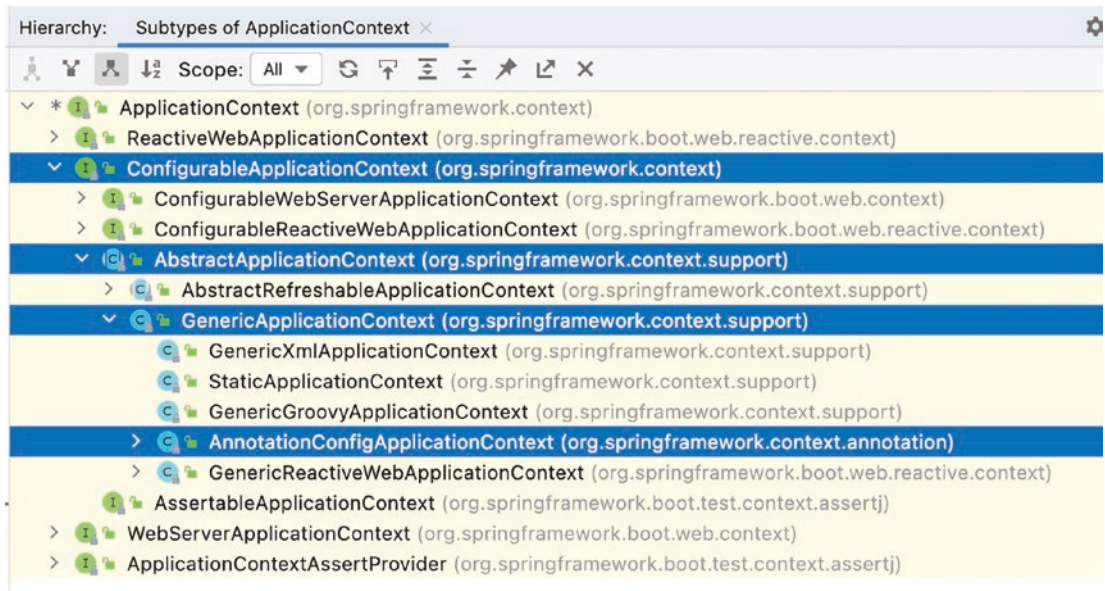 Hierarchy: Subtypes of ApplicationContext
Scope: All
ApplicationContext (org.springframework.context)
ReactiveWebApplicationContext (org.springframework.boot.web.reactive.context)
ConfigurableApplicationContext (org.springframework.context)
ConfigurableWebServerApplicationContext (org.springframework.boot.web.context)
ConfigurableReactiveWebApplicationContext (org.springframework.boot.web.reactive.context)
AbstractApplicationContext (org.springframework.context.support)
AbstractRefreshableApplicationContext (org.springframework.context.support)
GenericApplicationContext (org.springframework.context.support)
GenericXmlApplicationContext (org.springframework.context.support)
StaticApplicationContext (org.springframework.context.support)
GenericGroovyApplicationContext (org.springframework.context.support)
AnnotationConfigApplicationContext (org.springframework.context.annotation)
GenericReactiveWebApplicationContext (org.springframework.boot.web.reactive.context)
AssertableApplicationContext (org.springframework.boot.test.context.assertj)
WebServerApplicationContext (org.springframework.boot.web.context)
ApplicationContextAssertProvider (org.springframework.boot.test.context.assertj)